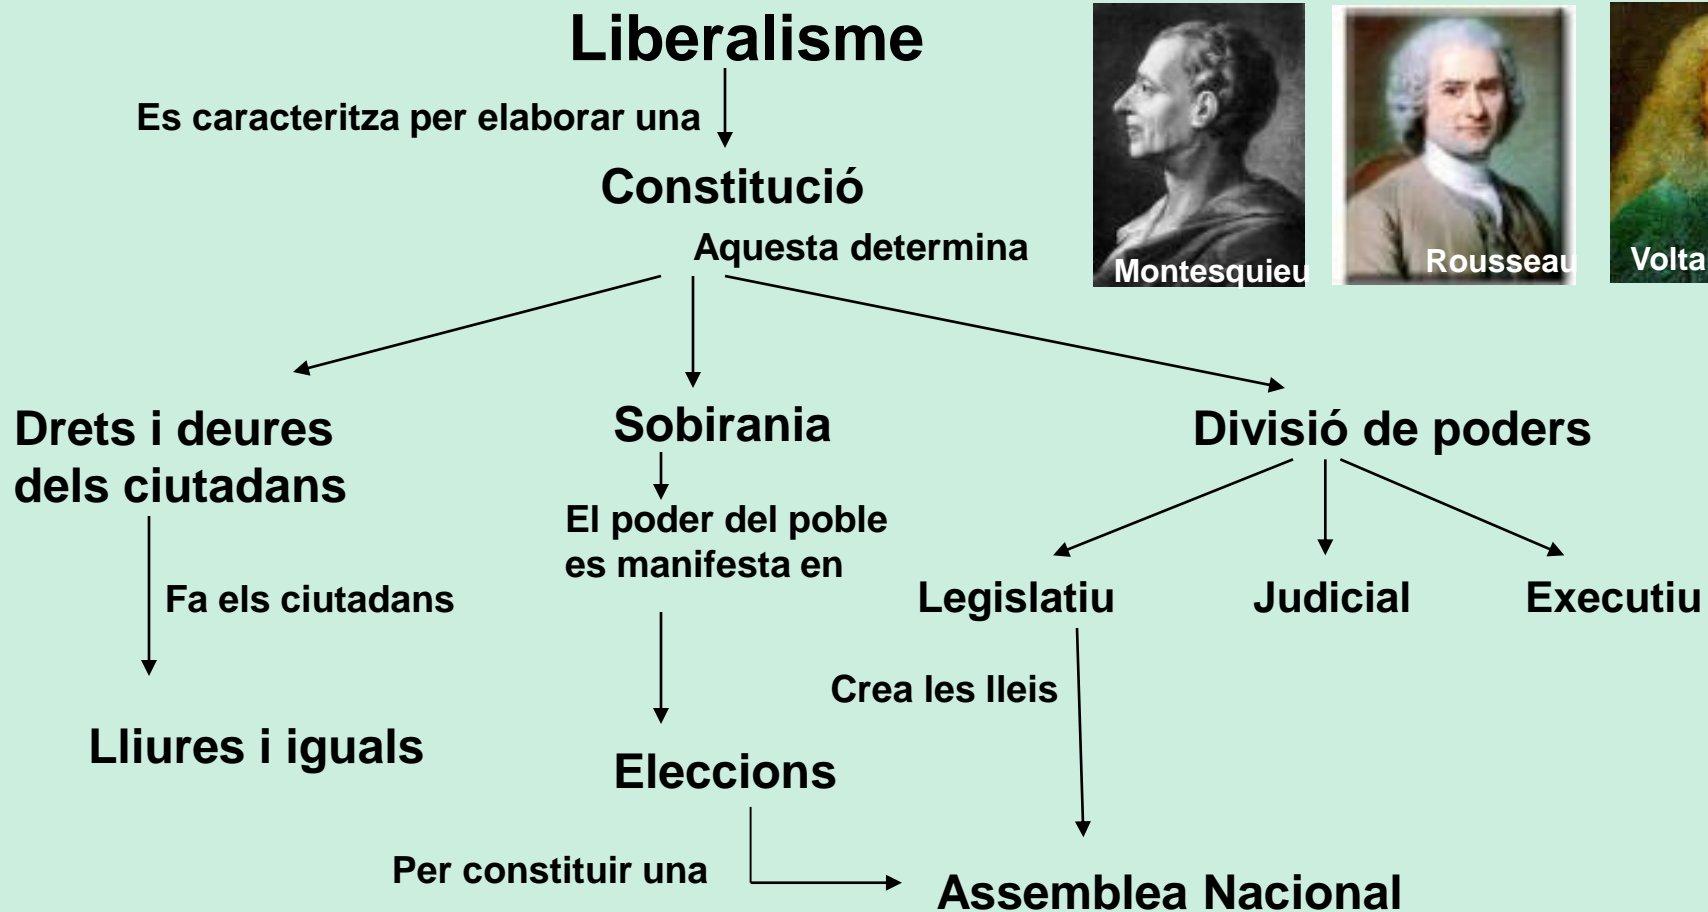 Liberalisme
Es caracteritza per elaborar una
Constitució
Aquesta determina
Montesquieu
Rousseau
Volta
Drets i deures
dels ciutadans
Sobirania
Divisió de poders
El poder del poble
es manifesta en
Fa els ciutadans
Legislatiu
Judicial
Executiu
Crea les lleis
Lliures i iguals
Eleccions
Per constituir una
Assemblea Nacional